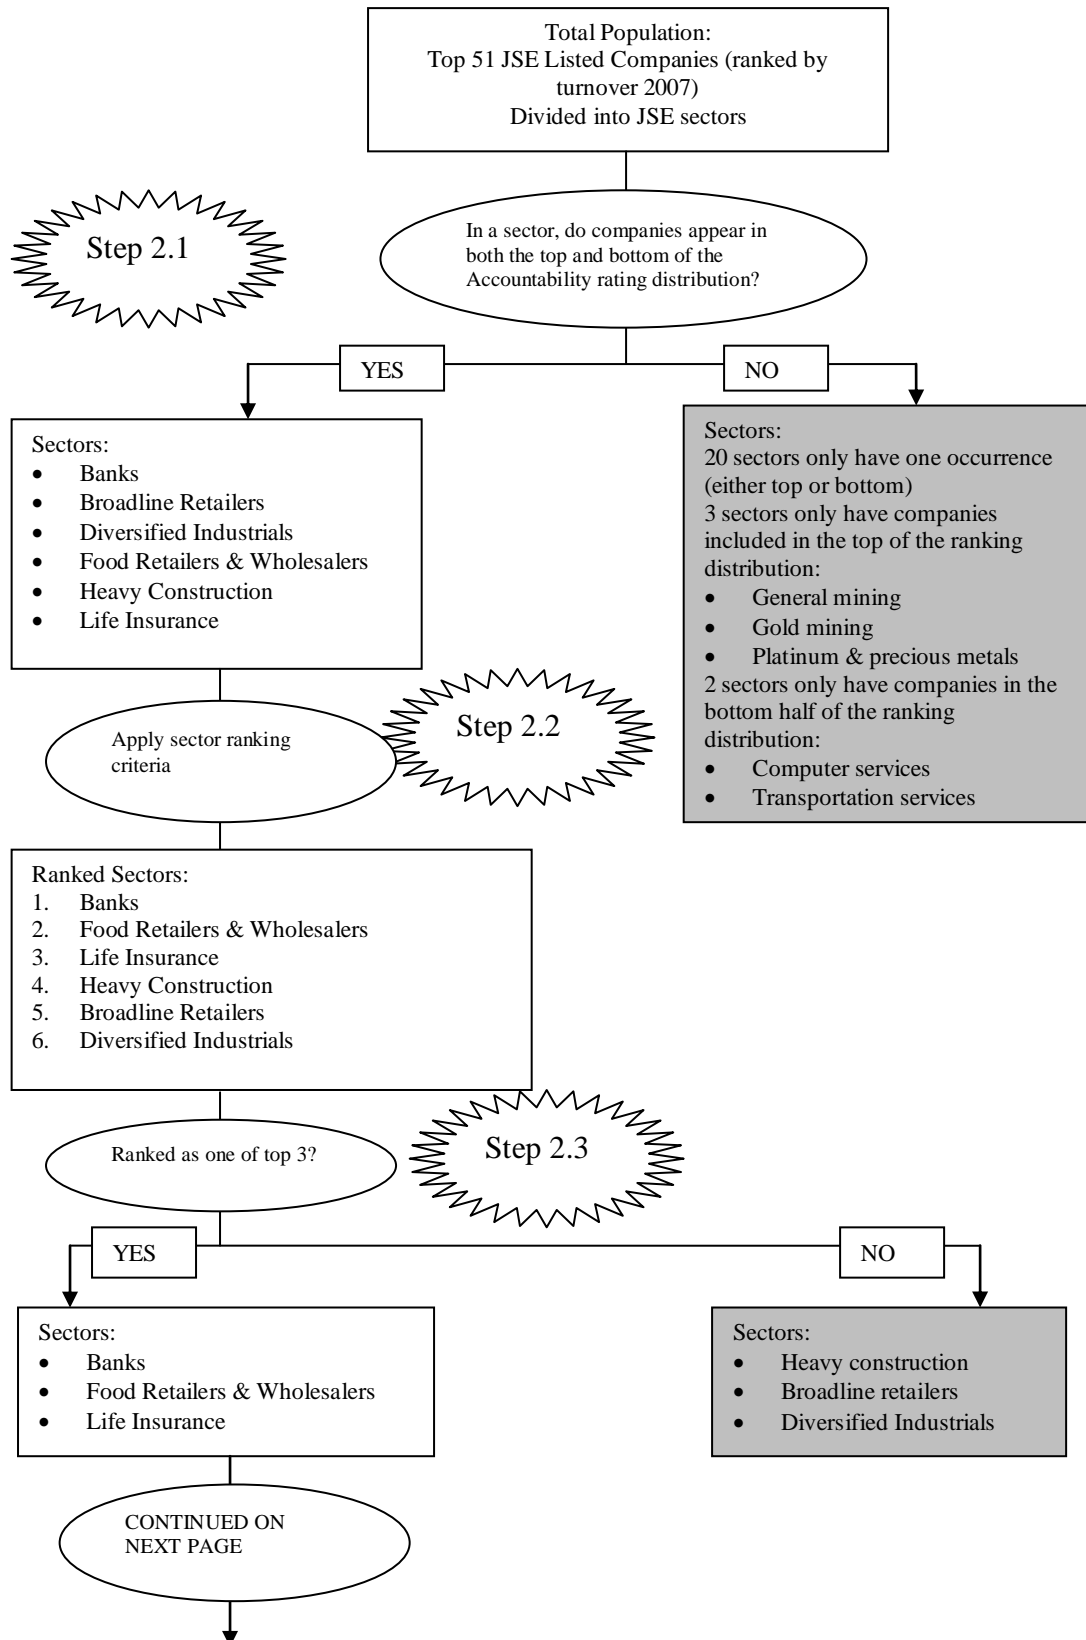 Total Population:
Top 51 JSE Listed Companies (ranked by
turnover 2007)
Divided into JSE sectors
Step 2.1
In a sector, do companies appear in
both the top and bottom of the
Accountability rating distribution?
YES
NO
Sectors:
• Banks
• Broadline Retailers
• Diversified Industrials
• Food Retailers & Wholesalers
• Heavy Construction
• Life Insurance
Sectors:
20 sectors only have one occurrence
(either top or bottom)
3 sectors only have companies
included in the top of the ranking
distribution:
• General mining
• Gold mining
• Platinum & precious metals
2 sectors only have companies in the
bottom half of the ranking
distribution:
• Computer services
• Transportation services
Apply sector ranking
criteria
Step 2.2
Ranked Sectors:
1. Banks
2. Food Retailers & Wholesalers
3. Life Insurance
4. Heavy Construction
5. Broadline Retailers
6. Diversified Industrials
Ranked as one of top 3?
Step 2.3
YES
NO
Sectors:
• Banks
• Food Retailers & Wholesalers
• Life Insurance
Sectors:
• Heavy construction
• Broadline retailers
• Diversified Industrials
CONTINUED ON
NEXT PAGE